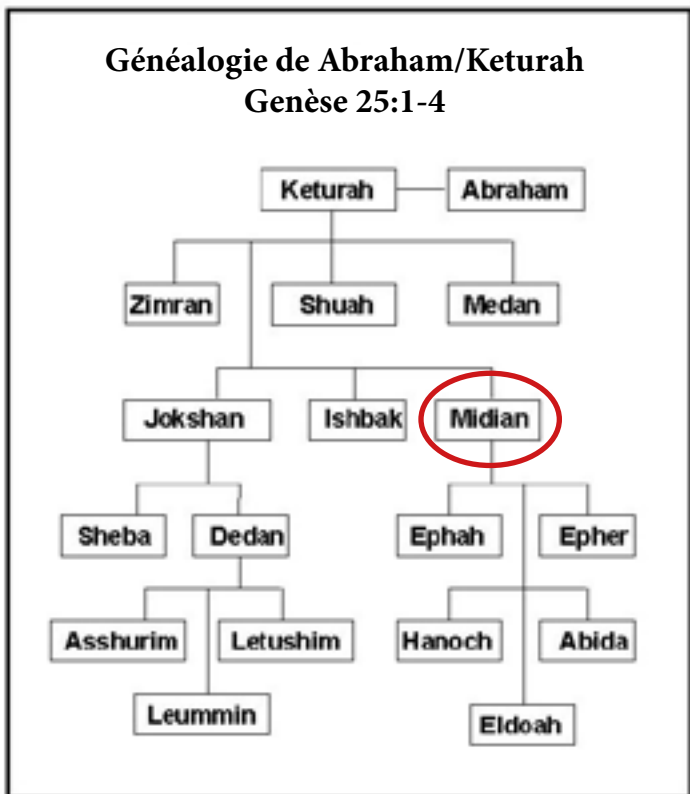 Généalogie de Abraham/Keturah
Genèse 25:1-4
Keturah Abraham
Zimran Shuah Medan
Jokshan Ishbak Midian
Sheba Dedan Ephah Epher
Asshurim Letushim Hanoch Abida
Leummin Eldoah